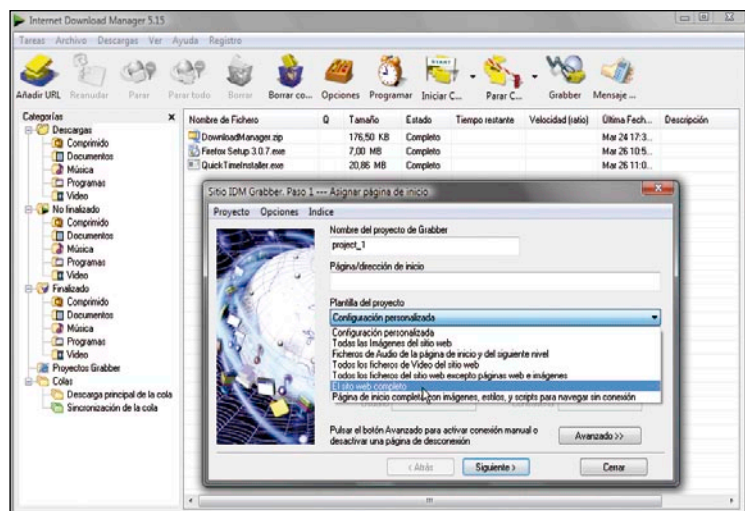 Internet Download Manager 5.15
Tareas Archivo Descargas Ver Ayuda Registro
Añadir URL Reanudar Parar Parar todo Borrar Borrar co... Opciones Programar Iniciar C... Parar C... Grabber Mensaje ...
Categorías
Descargas
Comprimido
Documentos
Música
Programas
Video
No finalizado
Comprimido
Documentos
Música
Programas
Video
Finalizado
Comprimido
Documentos
Música
Programas
Video
Proyectos Grabber
Colas
Descarga principal de la cola
Sincronización de la cola
Nombre de Fichero Q Tamaño Estado Tiempo restante Velocidad (ratio) Última Fech... Descripción
DownloadManager.zip 176,50 KB Completo Mar 24 17:3...
Firefox Setup 3.0.7.exe 7,00 MB Completo Mar 26 10:5...
QuickTimeInstaller.exe 20,86 MB Completo Mar 26 11:0...
Sitio IDM Grabber. Paso 1 --- Asignar página de inicio
Proyecto Opciones Indice
Nombre del proyecto de Grabber
project_1
Página/dirección de inicio
Plantilla del proyecto
Configuración personalizada
Configuración personalizada
Todas las Imágenes del sitio web
Ficheros de Audio de la página de inicio y del siguiente nivel
Todos los ficheros de Video del sitio web
Todos los ficheros del sitio web excepto páginas web e imágenes
El sito web completo
Página de inicio completa con imágenes, estilos, y scripts para navegar sin conexión
Pulsar el botón Avanzado para activar conexión manual o
desactivar una página de desconexión
Avanzado >>
< Atrás Siguiente > Cerrar